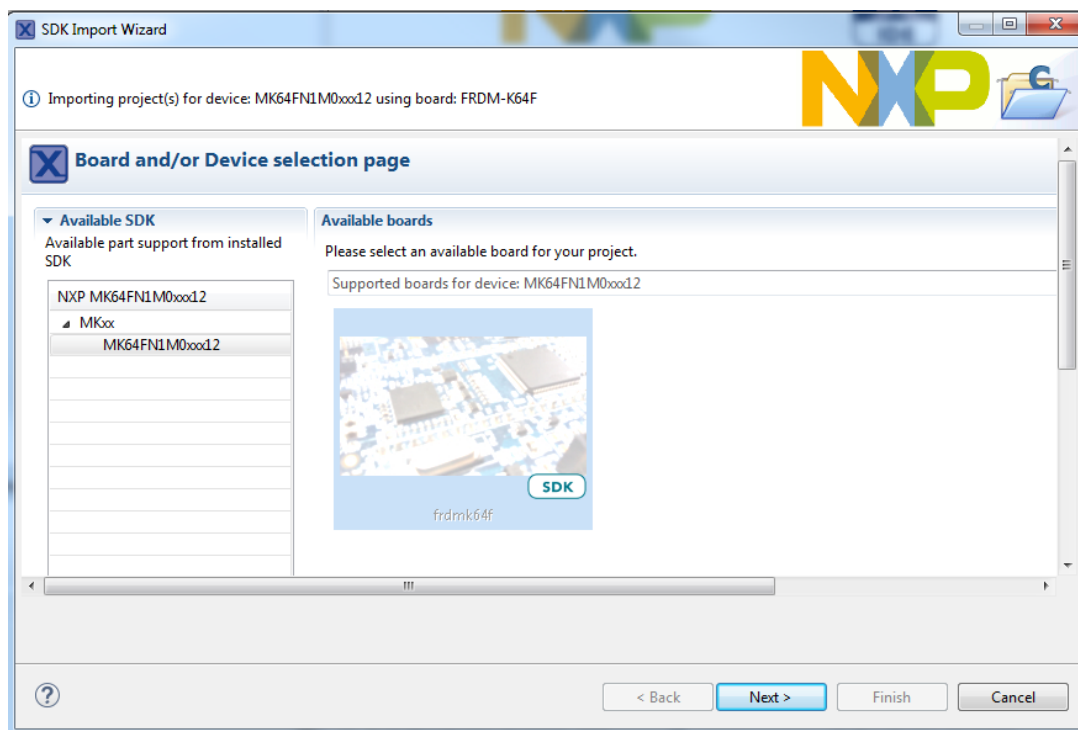 SDK Import Wizard
Importing project(s) for device: MK64FN1M0xxx12 using board: FRDM-K64F
NXP
Board and/or Device selection page
Available SDK
Available part support from installed
SDK
NXP MK64FN1M0xxx12
MKxx
MK64FN1M0xxx12
Available boards
Please select an available board for your project.
Supported boards for device: MK64FN1M0xxx12
SDK
frdmk64f
< Back
Next >
Finish
Cancel